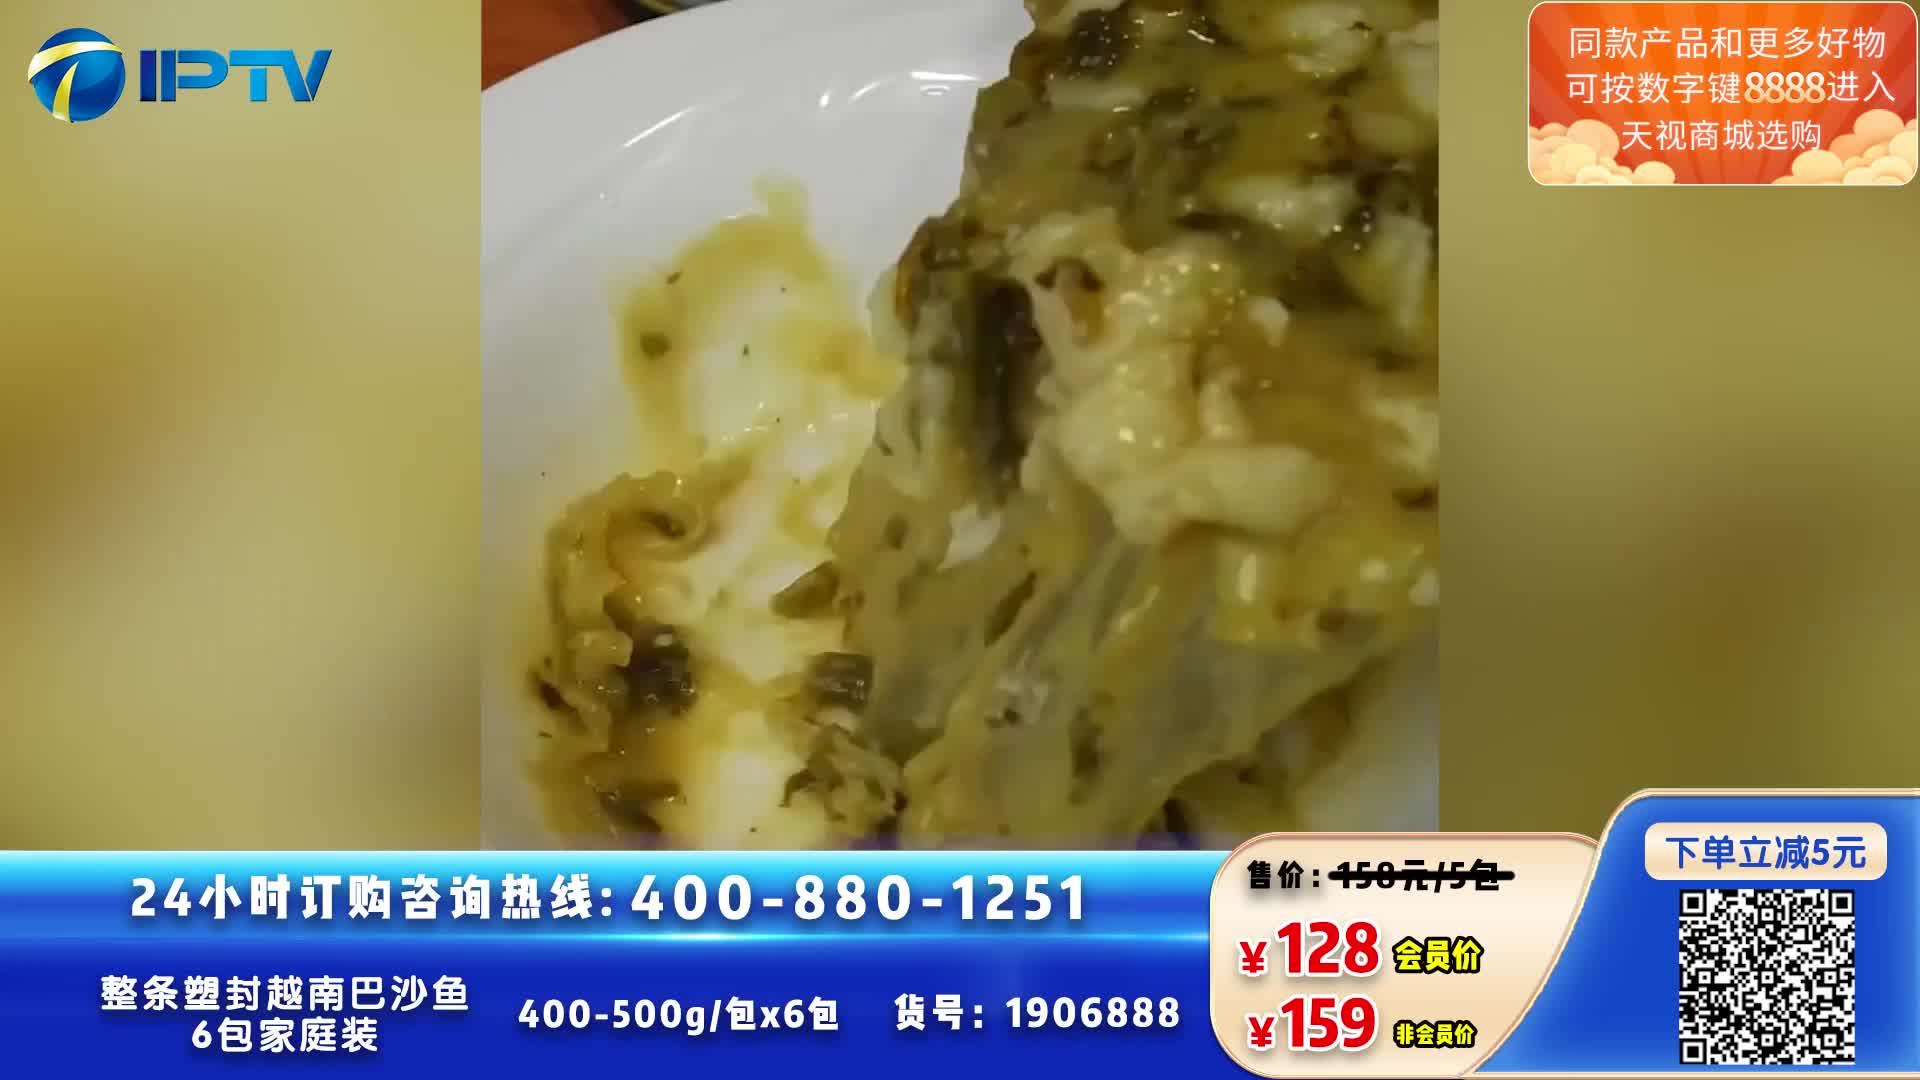 IPTV
同款产品和更多好物
可按数字键8888进入
天视商城选购
24小时订购咨询热线:400-880-1251
整条塑封越南巴沙鱼
6包家庭装
400-500g/包x6包
货号：1906888
售价：158元/5包
¥128 会员价
¥159 非会员价
下单立减5元